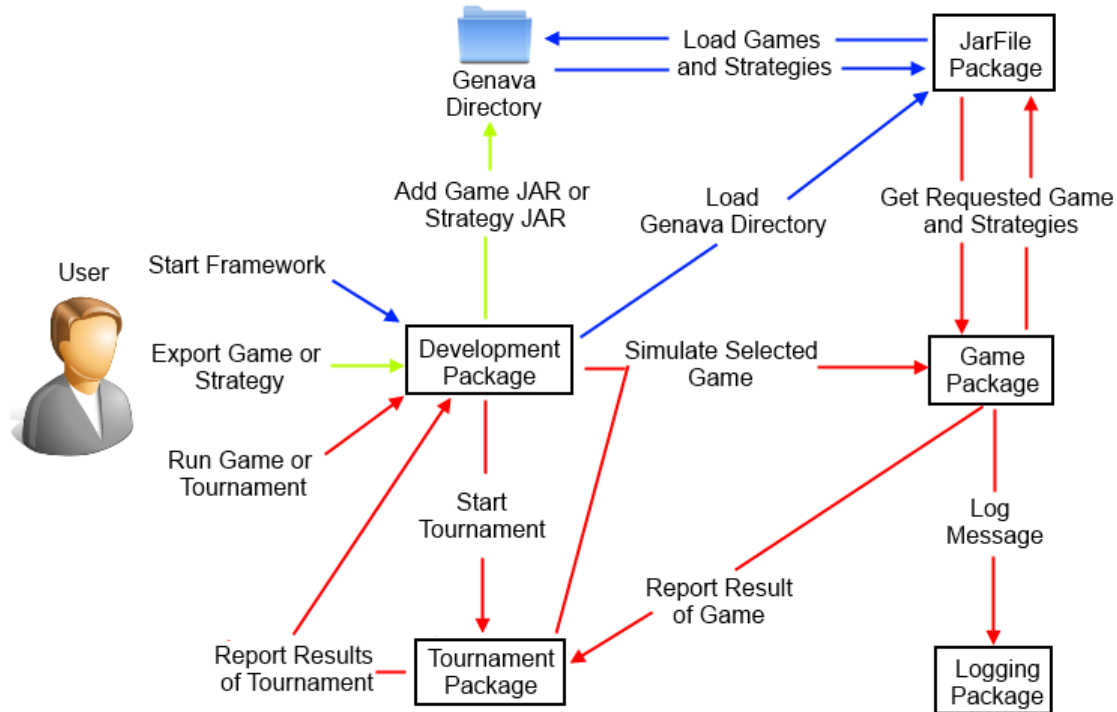 Genava
Directory
Load Games
and Strategies
JarFile
Package
Add Game JAR or
Strategy JAR
Load
Genava Directory
Get Requested Game
and Strategies
User
Start Framework
Export Game or
Strategy
Development
Package
Simulate Selected
Game
Game
Package
Run Game or
Tournament
Start
Tournament
Log
Message
Report Result
of Game
Report Results
of Tournament
Tournament
Package
Logging
Package